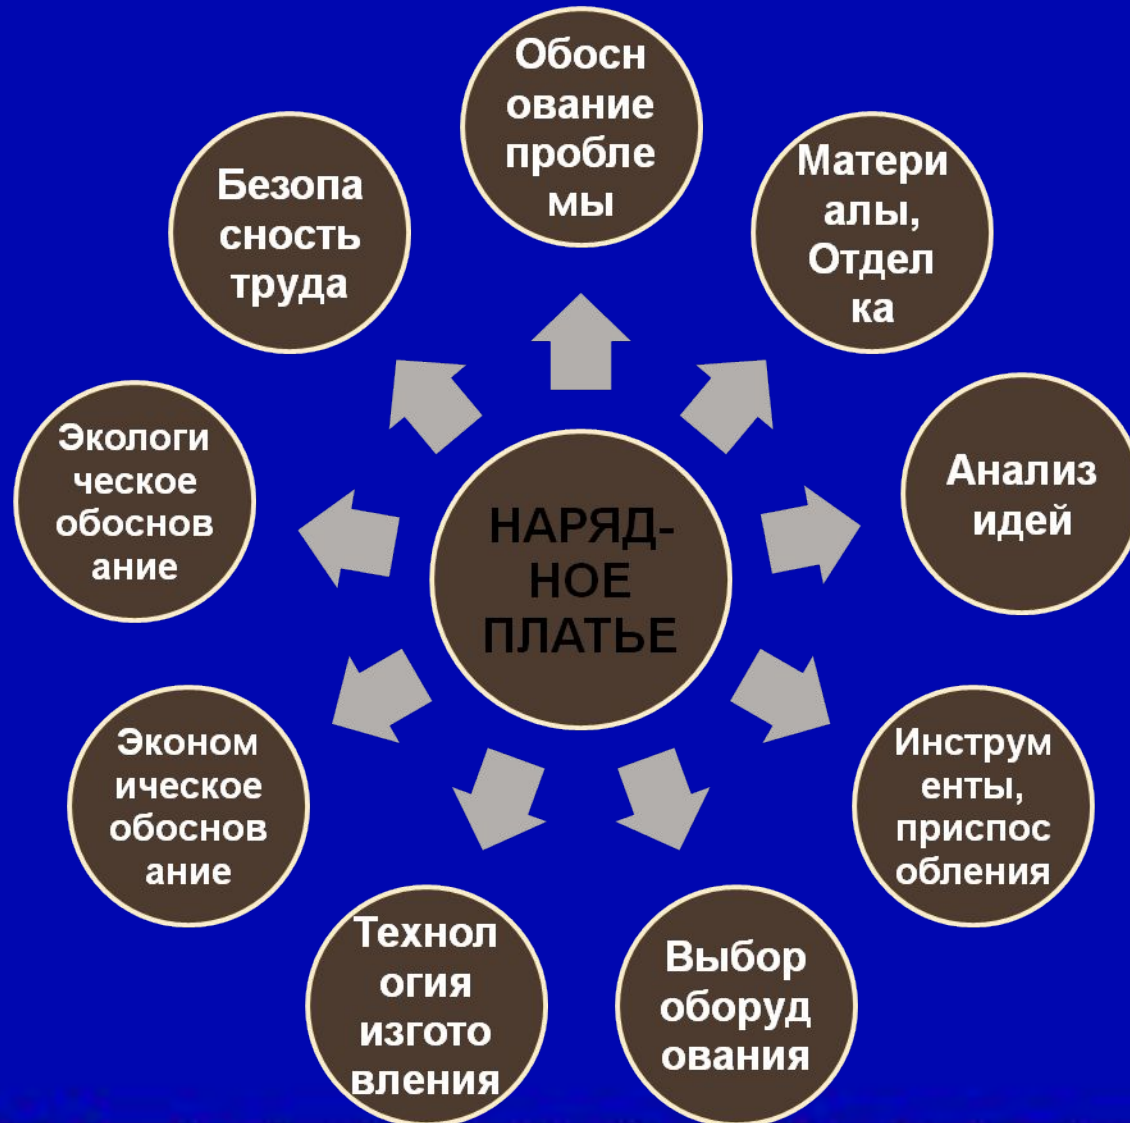 Обосн
ование
пробле
мы
Матери
алы,
Отдел
ка
Анализ
идей
Инструм
енты,
приспос
обления
Выбор
оборуд
ования
Технол
огия
изгото
вления
Эконом
ическое
обоснов
ание
Экологи
ческое
обоснов
ание
Безопа
сность
труда
НАРЯД-
НОЕ
ПЛАТЬЕ